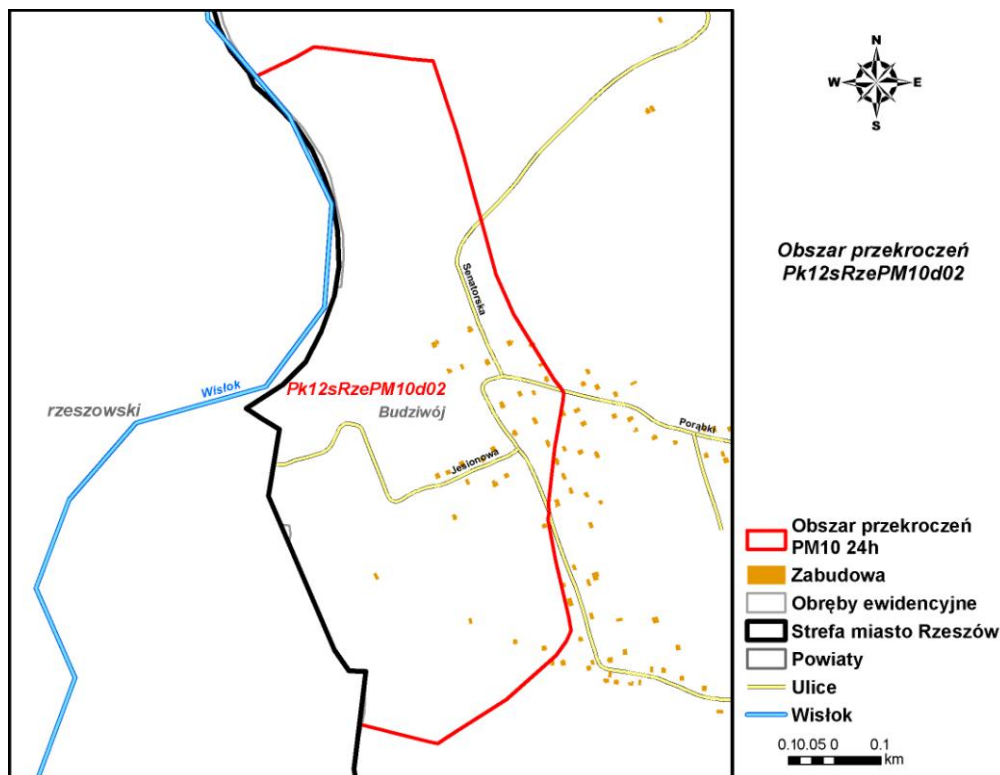 N
W
E
S
Obszar przekroczeń
Pk12sRzePM10d02
Senatorska
Wisłok
Pk12sRzePM10d02
rzeszowski
Budziwój
Porąbki
Jesionowa
Obszar przekroczeń
PM10 24h
Zabudowa
Obręby ewidencyjne
Strefa miasto Rzeszów
Powiaty
Ulice
Wisłok
0.10.05 0 0.1
km